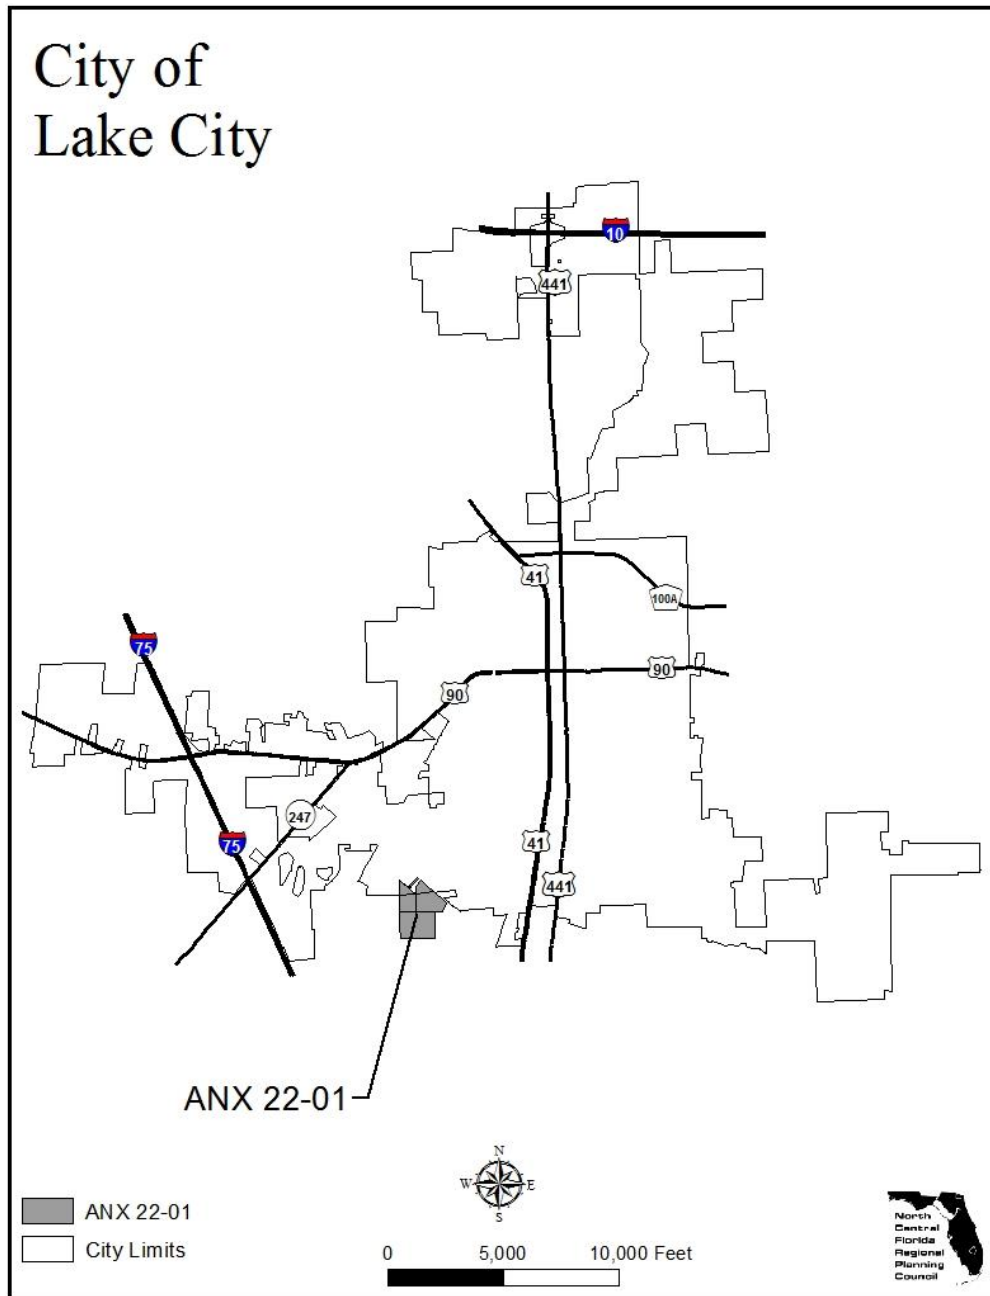 City of
Lake City
10
441
41
100A
75
90
90
247
75
41
441
ANX 22-01
N
W
E
S
ANX 22-01
City Limits
0 5,000 10,000 Feet
North
Central
Florida
Regional
Planning
Council